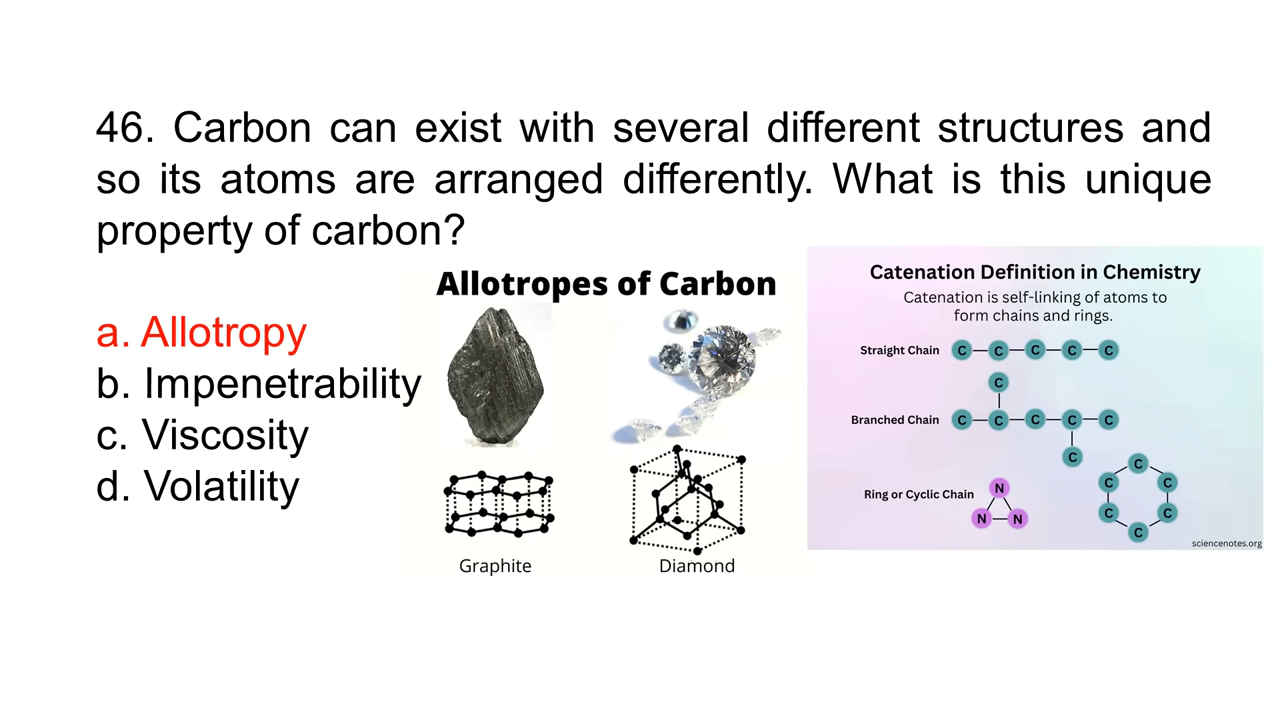 46. Carbon can exist with several different structures and
so its atoms are arranged differently. What is this unique
property of carbon?
a. Allotropy
b. Impenetrability
c. Viscosity
d. Volatility
Allotropes of Carbon
Graphite
Diamond
Catenation Definition in Chemistry
Catenation is self-linking of atoms to
form chains and rings.
Straight Chain
C C C C C
C
Branched Chain
C C C C C
C
Ring or Cyclic Chain
N
N N
C
C C
C C
C
sciencenotes.org